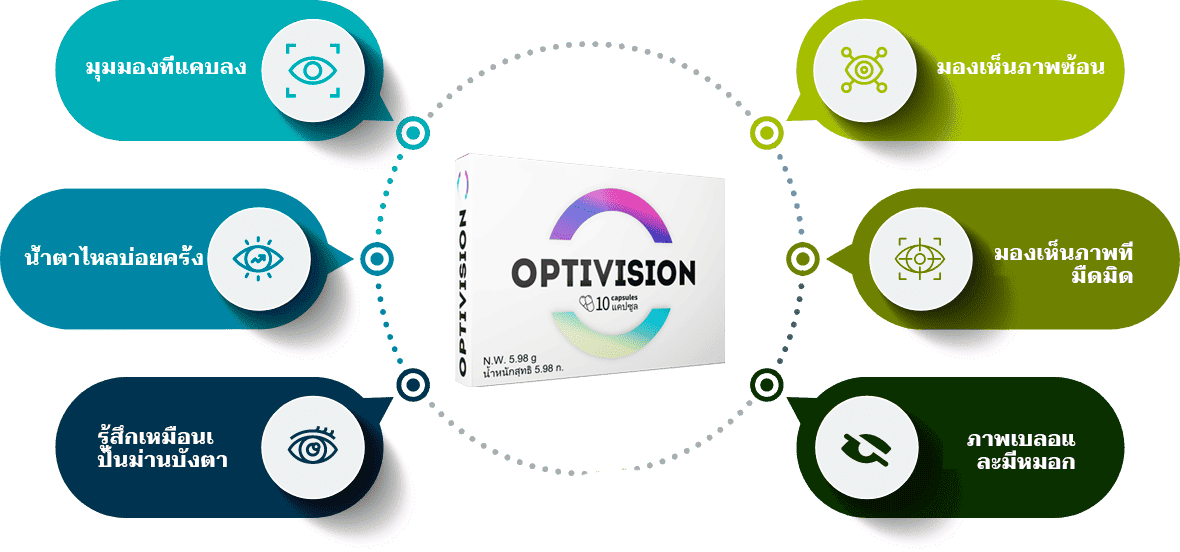 มุมมองที่แคบลง
น้ำตาไหลบ่อยครั้ง
รู้สึกเหมือนเ
ป็นม่านบังตา
OPTIVISION
OPTIVISION
10 capsules
แคปซูล
N.W. 5.98 g
น้ำหนักสุทธิ 5.98 ก.
มองเห็นภาพซ้อน
มองเห็นภาพที่
มืดมิด
ภาพเบลอแ
ละมีหมอก